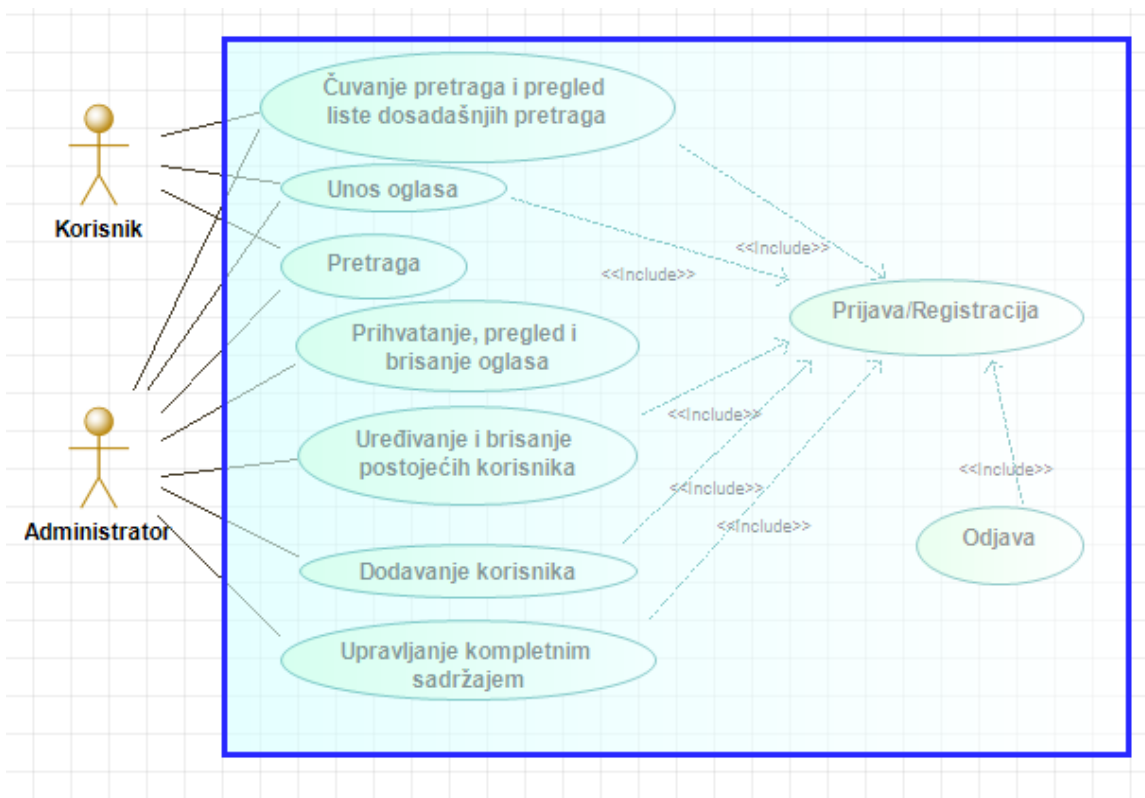 Čuvanje pretraga i pregled
liste dosadašnjih pretraga
Korisnik
Unos oglasa
Pretraga
<<Include>>
<<Include>>
Prijava/Registracija
Prihvatanje, pregled i
brisanje oglasa
<<Include>>
Uređivanje i brisanje
postojećih korisnika
<<Include>>
<<Include>>
<<Include>>
Administrator
Odjava
Dodavanje korisnika
Upravljanje kompletnim
sadržajem